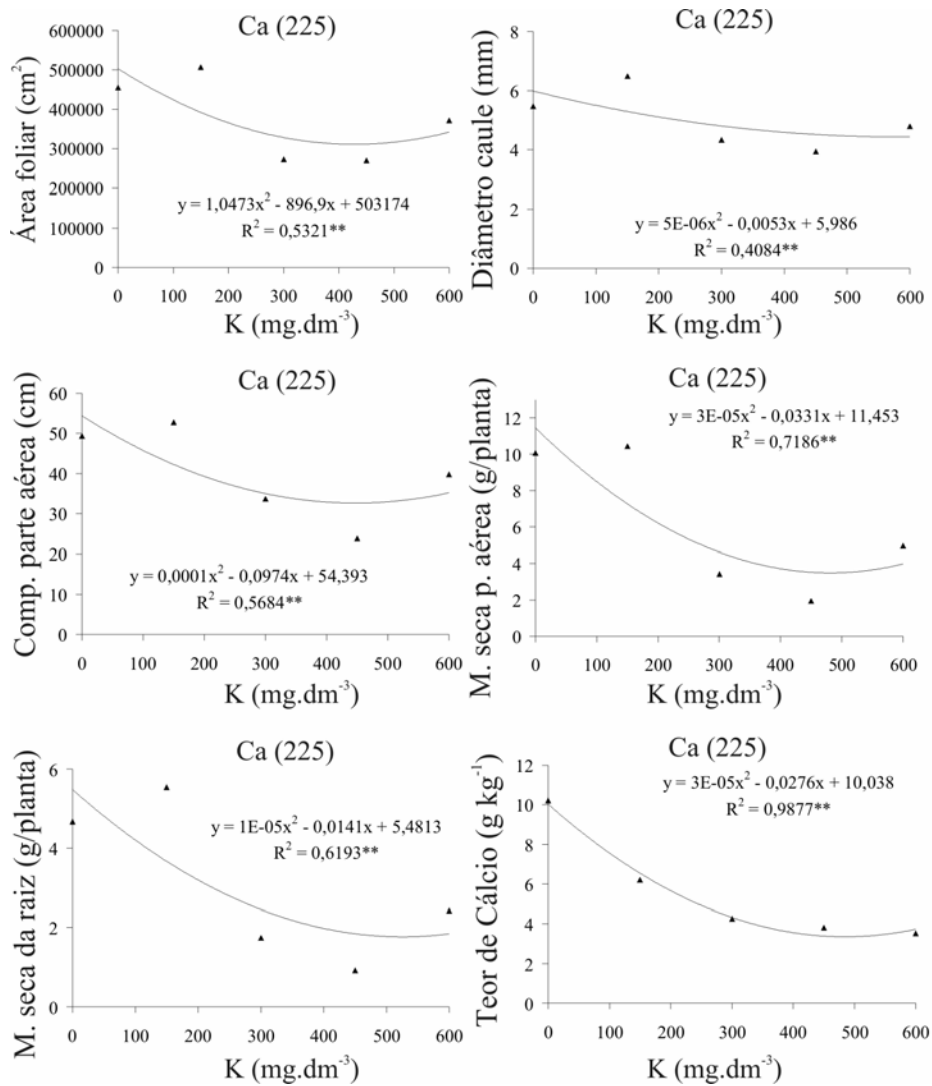 Ca (225)
Área foliar (cm²)
600000
500000
400000
300000
200000
100000
0
y = 1,0473x² - 896,9x + 503174
R² = 0,5321**
0 100 200 300 400 500 600
K (mg.dm⁻³)
Ca (225)
Diâmetro caule (mm)
8
6
4
2
0
y = 5E-06x² - 0,0053x + 5,986
R² = 0,4084**
0 100 200 300 400 500 600
K (mg.dm⁻³)
Ca (225)
Comp. parte aérea (cm)
60
50
40
30
20
10
0
y = 0,0001x² - 0,0974x + 54,393
R² = 0,5684**
0 100 200 300 400 500 600
K (mg.dm⁻³)
Ca (225)
M. seca p. aérea (g/planta)
12
10
8
6
4
2
0
y = 3E-05x² - 0,0331x + 11,453
R² = 0,7186**
0 100 200 300 400 500 600
K (mg.dm⁻³)
Ca (225)
M. seca da raiz (g/planta)
6
4
2
0
y = 1E-05x² - 0,0141x + 5,4813
R² = 0,6193**
0 100 200 300 400 500 600
K (mg.dm⁻³)
Ca (225)
Teor de Cálcio (g kg⁻¹)
12
10
8
6
4
2
0
y = 3E-05x² - 0,0276x + 10,038
R² = 0,9877**
0 100 200 300 400 500 600
K (mg.dm⁻³)